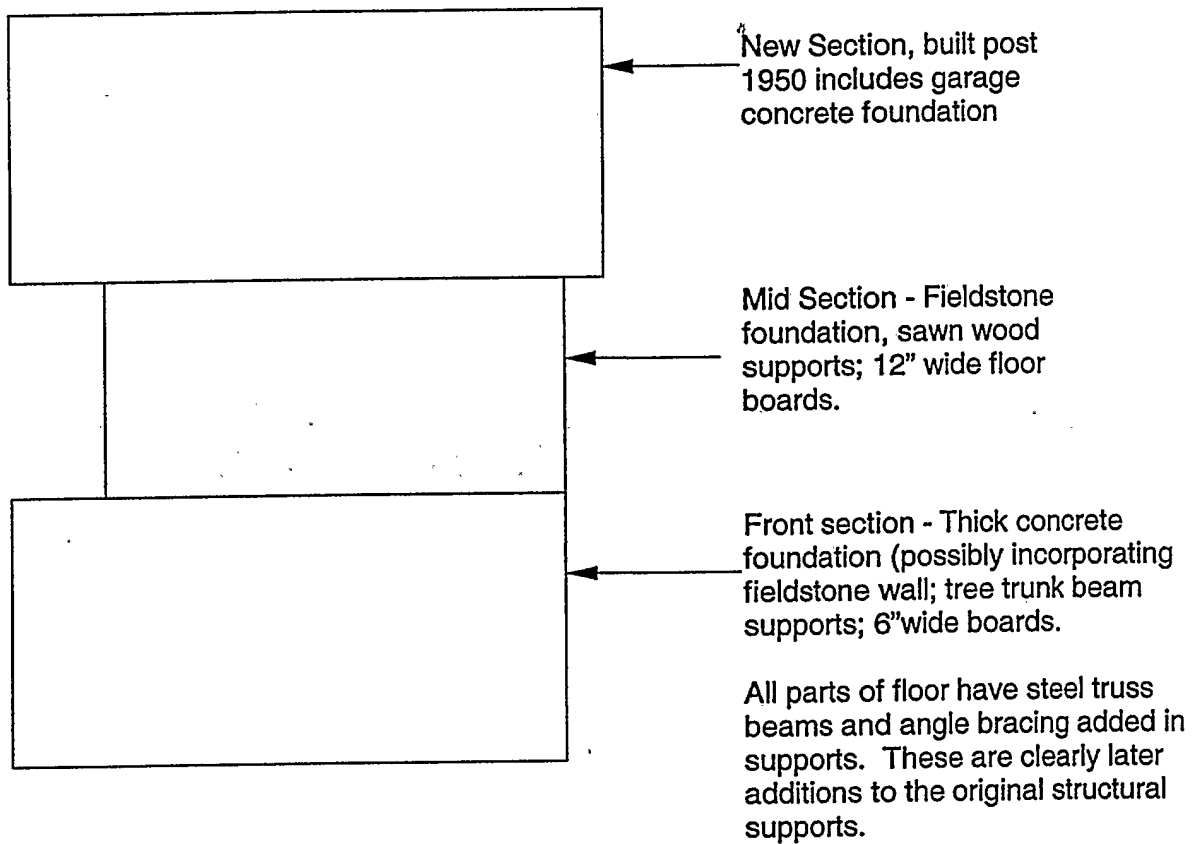 New Section, built post
1950 includes garage
concrete foundation
Mid Section - Fieldstone
foundation, sawn wood
supports; 12" wide floor
boards.
Front section - Thick concrete
foundation (possibly incorporating
fieldstone wall; tree trunk beam
supports; 6"wide boards.
All parts of floor have steel truss
beams and angle bracing added in
supports. These are clearly later
additions to the original structural
supports.